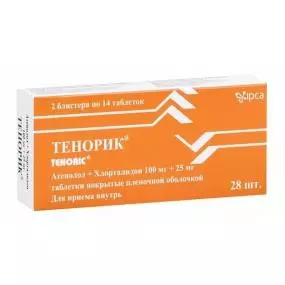 2 блистера по 14 таблеток
ipca
ТЕНОРИК®
TENORIC®
Атенолол + Хлорталидон 100 мг + 25 мг
таблетки покрытые пленочной оболочкой
Для приема внутрь
28 шт.
ТЕНОРИК®